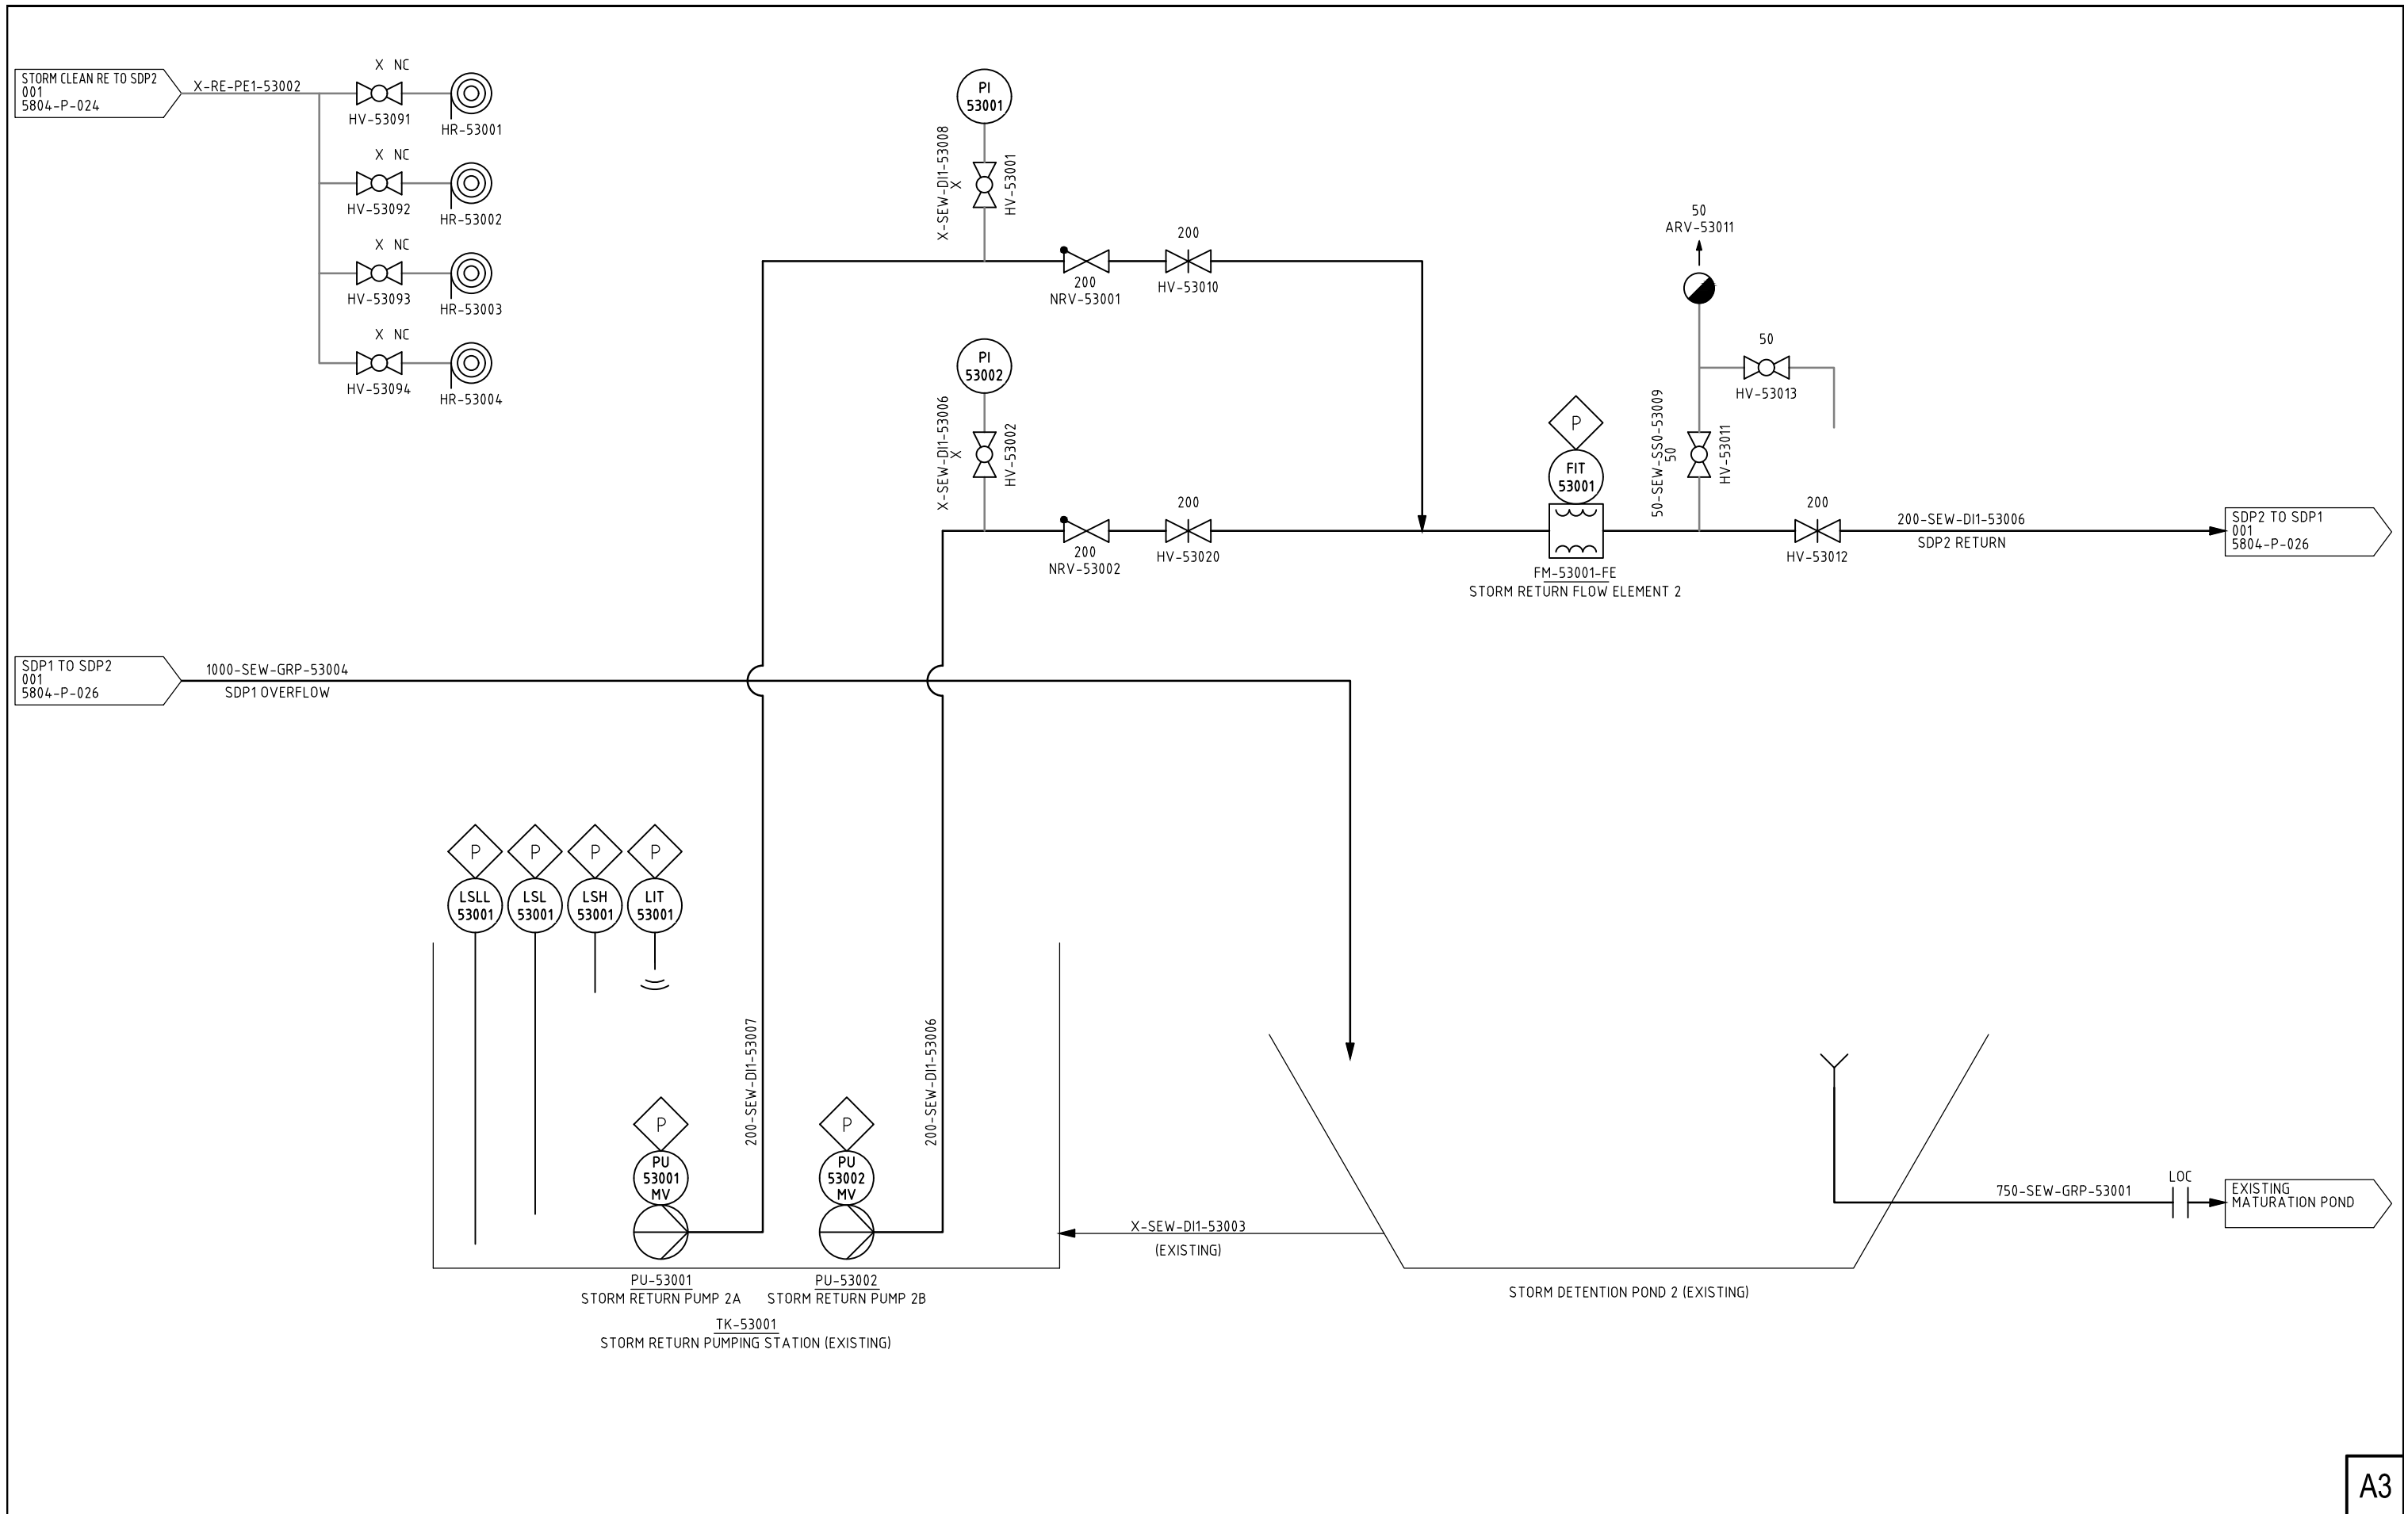 STORM CLEAN RE TO SDP2
001
5804-P-024
X-RE-PE1-53002
X NC
HV-53091
HR-53001
X NC
HV-53092
HR-53002
X NC
HV-53093
HR-53003
X NC
HV-53094
HR-53004
PI
53001
X-SEW-DI1-53008
X
HV-53001
200
NRV-53001
200
HV-53010
PI
53002
X-SEW-DI1-53006
X
HV-53002
200
NRV-53002
200
HV-53020
50
ARV-53011
50
HV-53013
50-SEW-SS0-53009
50
HV-53011
P
FIT
53001
FM-53001-FE
STORM RETURN FLOW ELEMENT 2
200
HV-53012
200-SEW-DI1-53006
SDP2 RETURN
SDP2 TO SDP1
001
5804-P-026
SDP1 TO SDP2
001
5804-P-026
1000-SEW-GRP-53004
SDP1 OVERFLOW
P
LSLL
53001
P
LSL
53001
P
LSH
53001
P
LIT
53001
200-SEW-DI1-53007
200-SEW-DI1-53006
P
PU
53001
MV
P
PU
53002
MV
PU-53001
STORM RETURN PUMP 2A
PU-53002
STORM RETURN PUMP 2B
TK-53001
STORM RETURN PUMPING STATION (EXISTING)
X-SEW-DI1-53003
(EXISTING)
STORM DETENTION POND 2 (EXISTING)
750-SEW-GRP-53001
LOC
EXISTING
MATURATION POND
A3